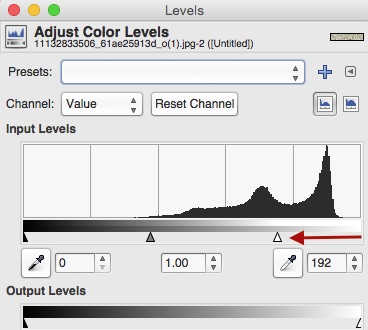 Levels
Adjust Color Levels
11132833506_61ae25913d_o(1).jpg-2 ([Untitled])
Presets:
Channel: Value Reset Channel
Input Levels
0 1.00 192
Output Levels